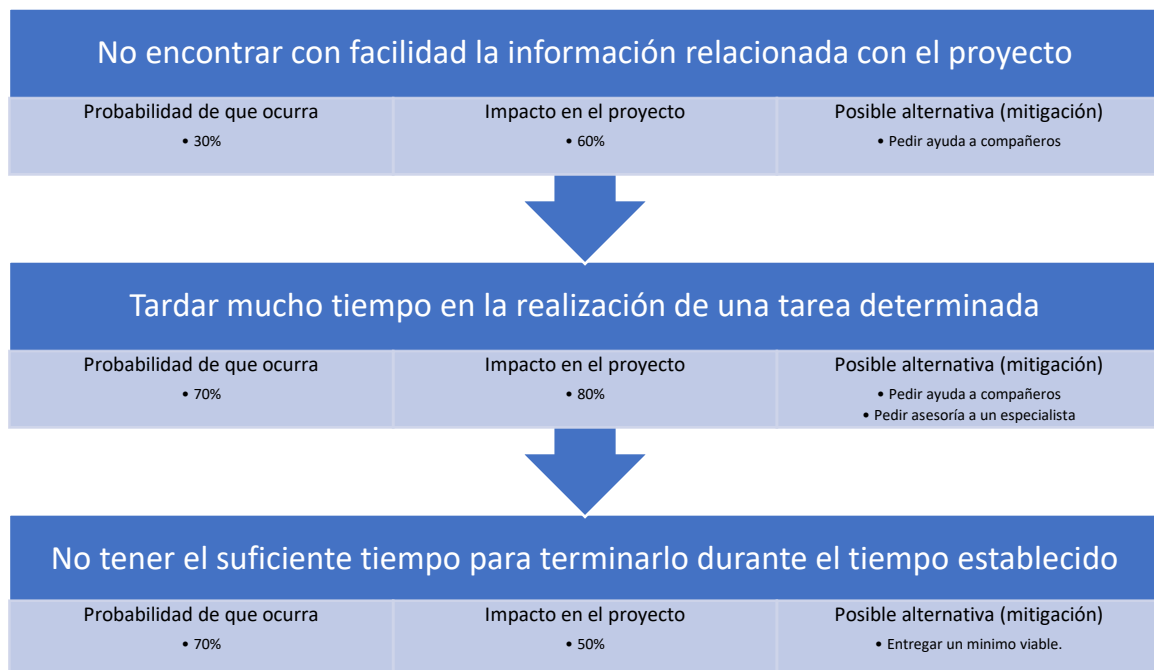 No encontrar con facilidad la información relacionada con el proyecto
Probabilidad de que ocurra
• 30%
Impacto en el proyecto
• 60%
Posible alternativa (mitigación)
• Pedir ayuda a compañeros
Tardar mucho tiempo en la realización de una tarea determinada
Probabilidad de que ocurra
• 70%
Impacto en el proyecto
• 80%
Posible alternativa (mitigación)
• Pedir ayuda a compañeros
• Pedir asesoría a un especialista
No tener el suficiente tiempo para terminarlo durante el tiempo establecido
Probabilidad de que ocurra
• 70%
Impacto en el proyecto
• 50%
Posible alternativa (mitigación)
• Entregar un minimo viable.